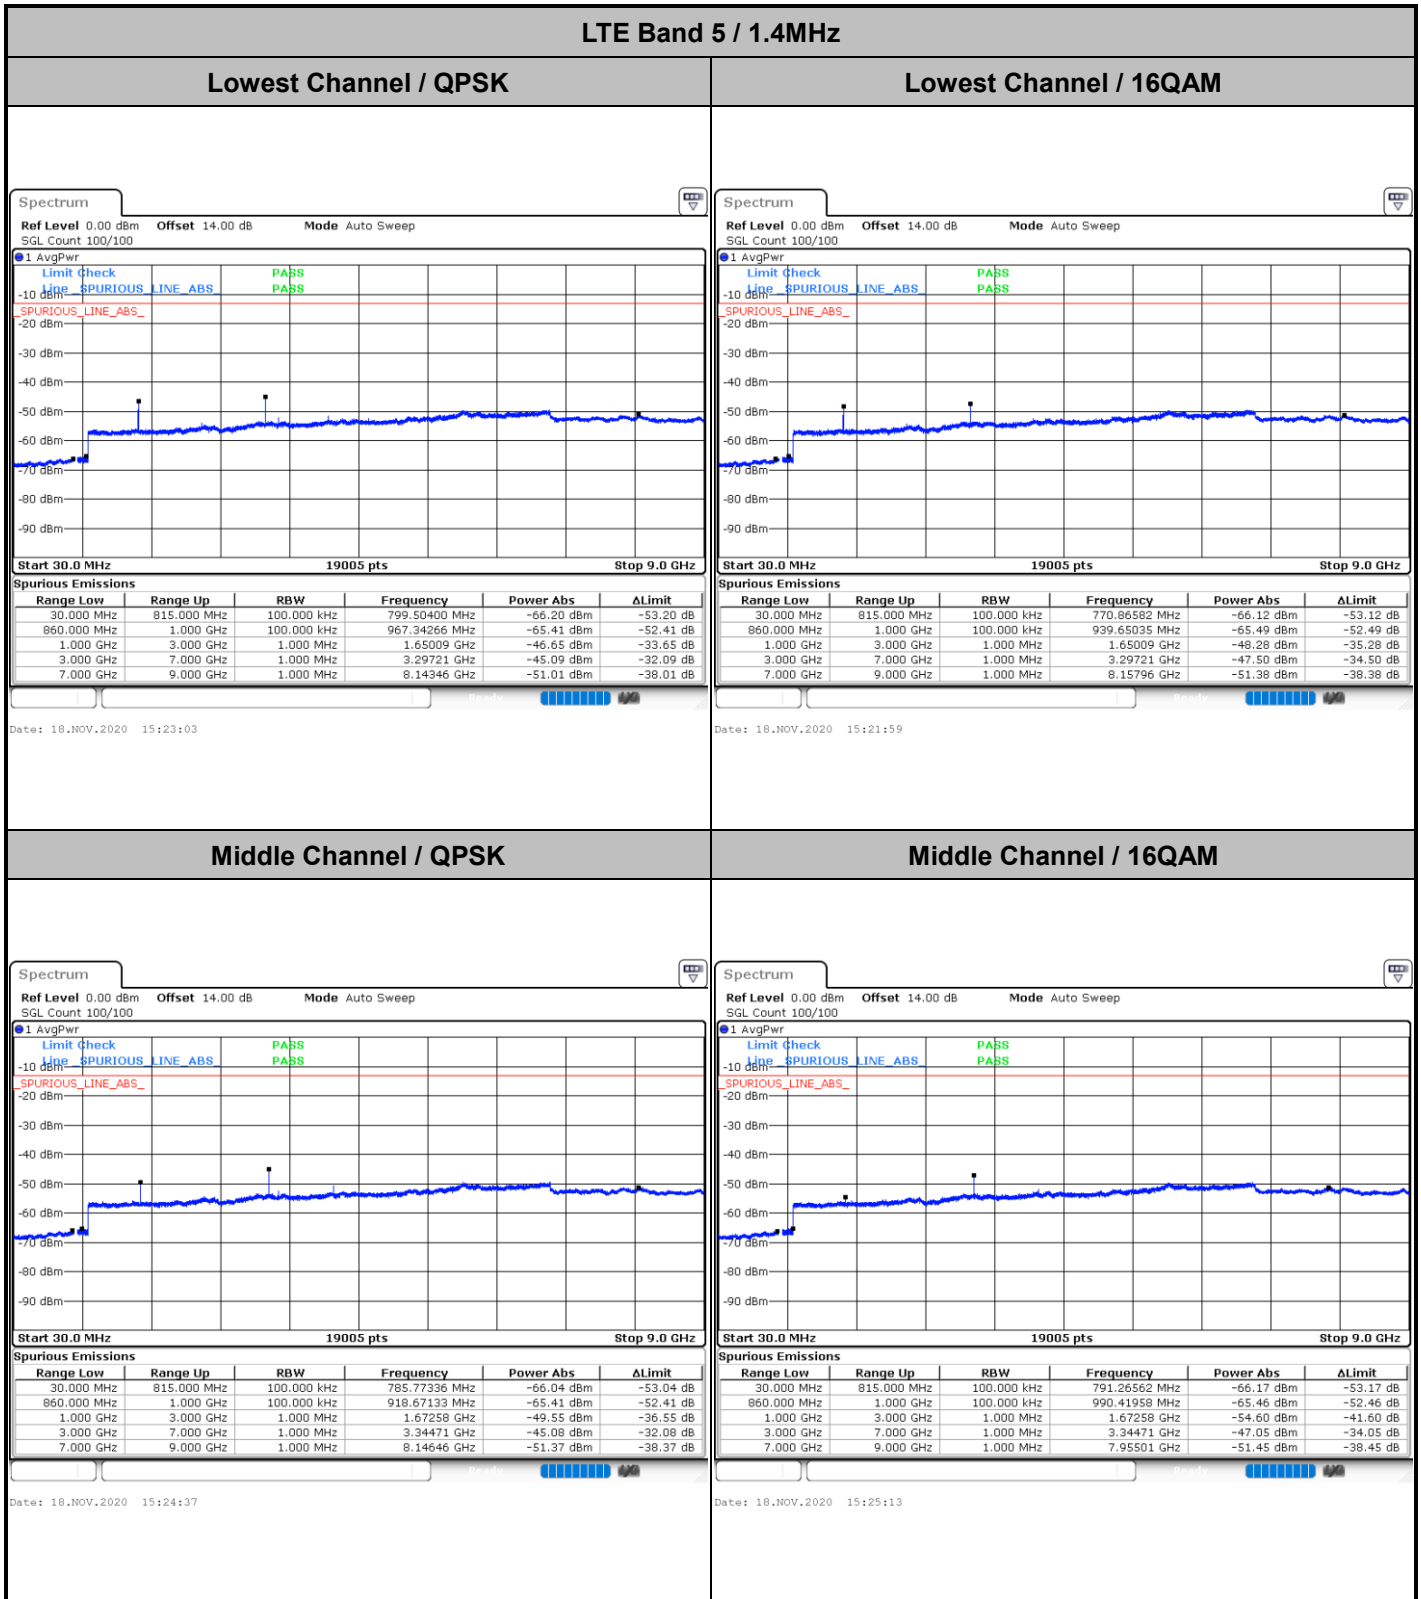 LTE Band 5 / 1.4MHz
Lowest Channel / QPSK
Lowest Channel / 16QAM
Spectrum
Ref Level 0.00 dBm Offset 14.00 dB Mode Auto Sweep
SGL Count 100/100
1 AvgPwr
Limit Check PASS
Line _SPURIOUS_LINE_ABS_ PASS
-10 dBm
_SPURIOUS_LINE_ABS_
-20 dBm
-30 dBm
-40 dBm
-50 dBm
-60 dBm
-70 dBm
-80 dBm
-90 dBm
Start 30.0 MHz 19005 pts Stop 9.0 GHz
Spurious Emissions
Range Low Range Up RBW Frequency Power Abs ΔLimit
30.000 MHz 815.000 MHz 100.000 kHz 799.50400 MHz -66.20 dBm -53.20 dB
860.000 MHz 1.000 GHz 100.000 kHz 967.34266 MHz -65.41 dBm -52.41 dB
1.000 GHz 3.000 GHz 1.000 MHz 1.65009 GHz -46.65 dBm -33.65 dB
3.000 GHz 7.000 GHz 1.000 MHz 3.29721 GHz -45.09 dBm -32.09 dB
7.000 GHz 9.000 GHz 1.000 MHz 8.14346 GHz -51.01 dBm -38.01 dB
Ready
Date: 18.NOV.2020 15:23:03
Spectrum
Ref Level 0.00 dBm Offset 14.00 dB Mode Auto Sweep
SGL Count 100/100
1 AvgPwr
Limit Check PASS
Line _SPURIOUS_LINE_ABS_ PASS
-10 dBm
_SPURIOUS_LINE_ABS_
-20 dBm
-30 dBm
-40 dBm
-50 dBm
-60 dBm
-70 dBm
-80 dBm
-90 dBm
Start 30.0 MHz 19005 pts Stop 9.0 GHz
Spurious Emissions
Range Low Range Up RBW Frequency Power Abs ΔLimit
30.000 MHz 815.000 MHz 100.000 kHz 770.86582 MHz -66.12 dBm -53.12 dB
860.000 MHz 1.000 GHz 100.000 kHz 939.65035 MHz -65.49 dBm -52.49 dB
1.000 GHz 3.000 GHz 1.000 MHz 1.65009 GHz -48.28 dBm -35.28 dB
3.000 GHz 7.000 GHz 1.000 MHz 3.29721 GHz -47.50 dBm -34.50 dB
7.000 GHz 9.000 GHz 1.000 MHz 8.15796 GHz -51.38 dBm -38.38 dB
Ready
Date: 18.NOV.2020 15:21:59
Middle Channel / QPSK
Middle Channel / 16QAM
Spectrum
Ref Level 0.00 dBm Offset 14.00 dB Mode Auto Sweep
SGL Count 100/100
1 AvgPwr
Limit Check PASS
Line _SPURIOUS_LINE_ABS_ PASS
-10 dBm
_SPURIOUS_LINE_ABS_
-20 dBm
-30 dBm
-40 dBm
-50 dBm
-60 dBm
-70 dBm
-80 dBm
-90 dBm
Start 30.0 MHz 19005 pts Stop 9.0 GHz
Spurious Emissions
Range Low Range Up RBW Frequency Power Abs ΔLimit
30.000 MHz 815.000 MHz 100.000 kHz 785.77336 MHz -66.04 dBm -53.04 dB
860.000 MHz 1.000 GHz 100.000 kHz 918.67133 MHz -65.41 dBm -52.41 dB
1.000 GHz 3.000 GHz 1.000 MHz 1.67258 GHz -49.55 dBm -36.55 dB
3.000 GHz 7.000 GHz 1.000 MHz 3.34471 GHz -45.08 dBm -32.08 dB
7.000 GHz 9.000 GHz 1.000 MHz 8.14646 GHz -51.37 dBm -38.37 dB
Ready
Date: 18.NOV.2020 15:24:37
Spectrum
Ref Level 0.00 dBm Offset 14.00 dB Mode Auto Sweep
SGL Count 100/100
1 AvgPwr
Limit Check PASS
Line _SPURIOUS_LINE_ABS_ PASS
-10 dBm
_SPURIOUS_LINE_ABS_
-20 dBm
-30 dBm
-40 dBm
-50 dBm
-60 dBm
-70 dBm
-80 dBm
-90 dBm
Start 30.0 MHz 19005 pts Stop 9.0 GHz
Spurious Emissions
Range Low Range Up RBW Frequency Power Abs ΔLimit
30.000 MHz 815.000 MHz 100.000 kHz 791.26562 MHz -66.17 dBm -53.17 dB
860.000 MHz 1.000 GHz 100.000 kHz 990.41958 MHz -65.46 dBm -52.46 dB
1.000 GHz 3.000 GHz 1.000 MHz 1.67258 GHz -54.60 dBm -41.60 dB
3.000 GHz 7.000 GHz 1.000 MHz 3.34471 GHz -47.05 dBm -34.05 dB
7.000 GHz 9.000 GHz 1.000 MHz 7.95501 GHz -51.45 dBm -38.45 dB
Ready
Date: 18.NOV.2020 15:25:13